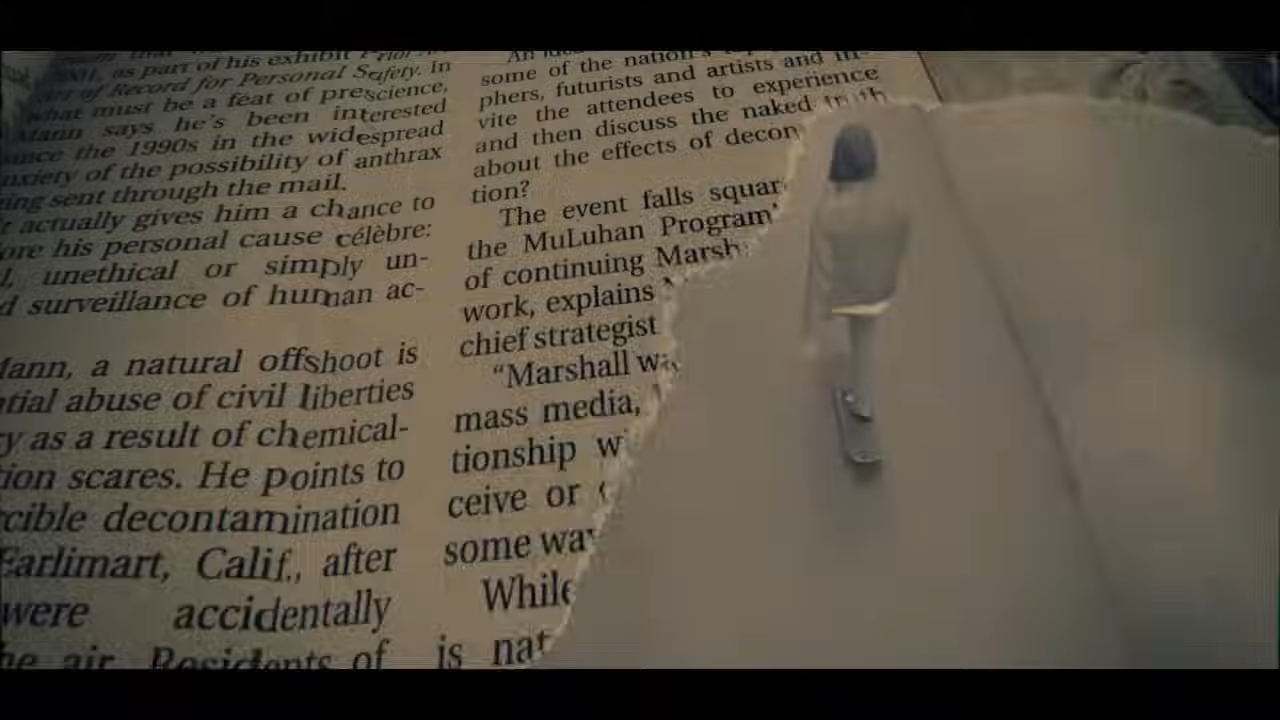 2001, as part of his exhibit Prior Art:
of Record for Personal Safety. In
what must be a feat of prescience,
Mann says he's been interested
since the 1990s in the widespread
anxiety of the possibility of anthrax
being sent through the mail.
It actually gives him a chance to
his personal cause célèbre:
unethical or simply un-
surveillance of human ac-
Mann, a natural offshoot is
abuse of civil liberties
as a result of chemical-
scares. He points to
decontamination
Earlimart, Calif., after
were accidentally
air. Residents of
some of the nation's
phers, futurists and artists and in-
vite the attendees to experience
and then discuss the naked truth
about the effects of decon
tion?
The event falls squar
the MuLuhan Program'
of continuing Marsh
work, explains
chief strategist
"Marshall wa
mass media,
tionship w
ceive or
some way
While
is nat